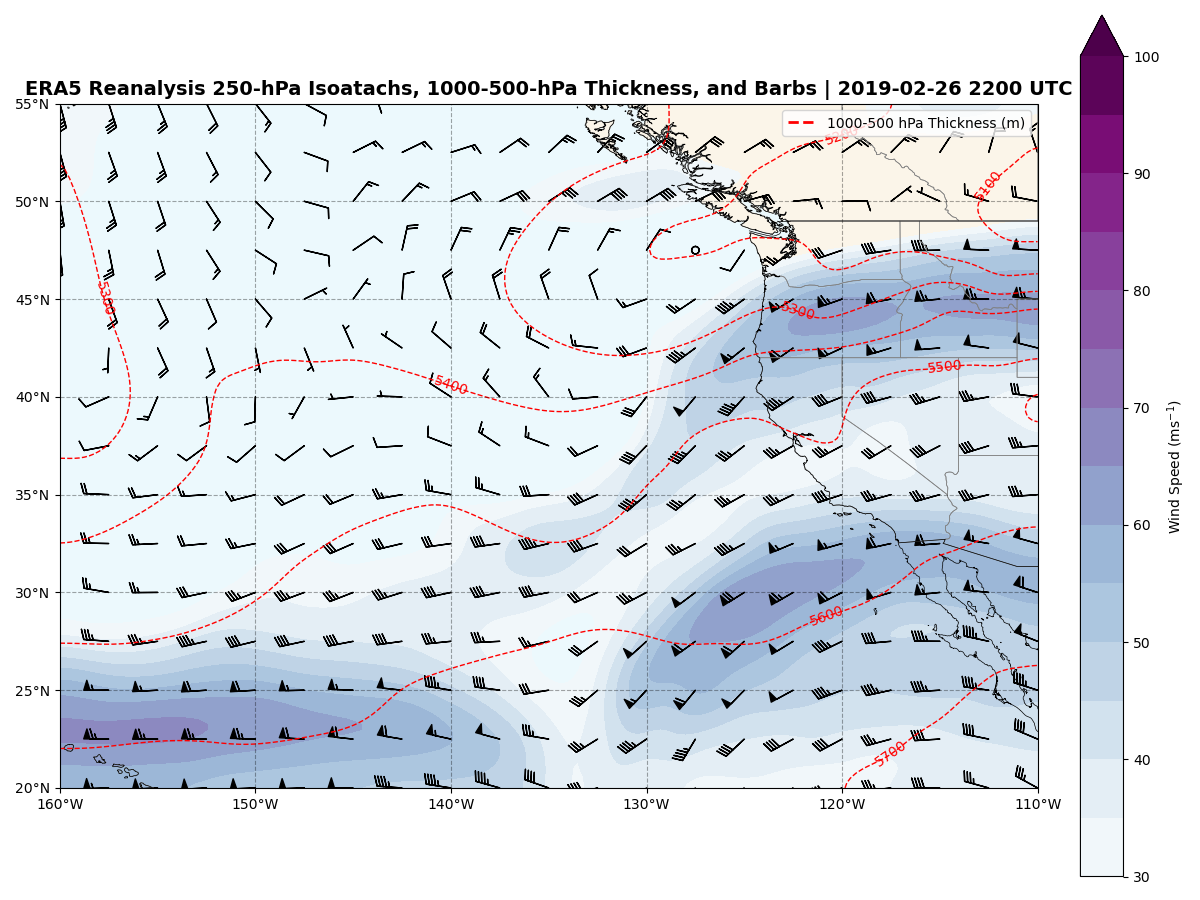 ERA5 Reanalysis 250-hPa Isoatachs, 1000-500-hPa Thickness, and Barbs | 2019-02-26 2200 UTC
1000-500 hPa Thickness (m)
55°N
50°N
45°N
40°N
35°N
30°N
25°N
20°N
160°W
150°W
140°W
130°W
120°W
110°W
5200
5100
5300
5300
5400
5500
5600
5700
100
90
80
70
60
50
40
30
Wind Speed (ms⁻¹)